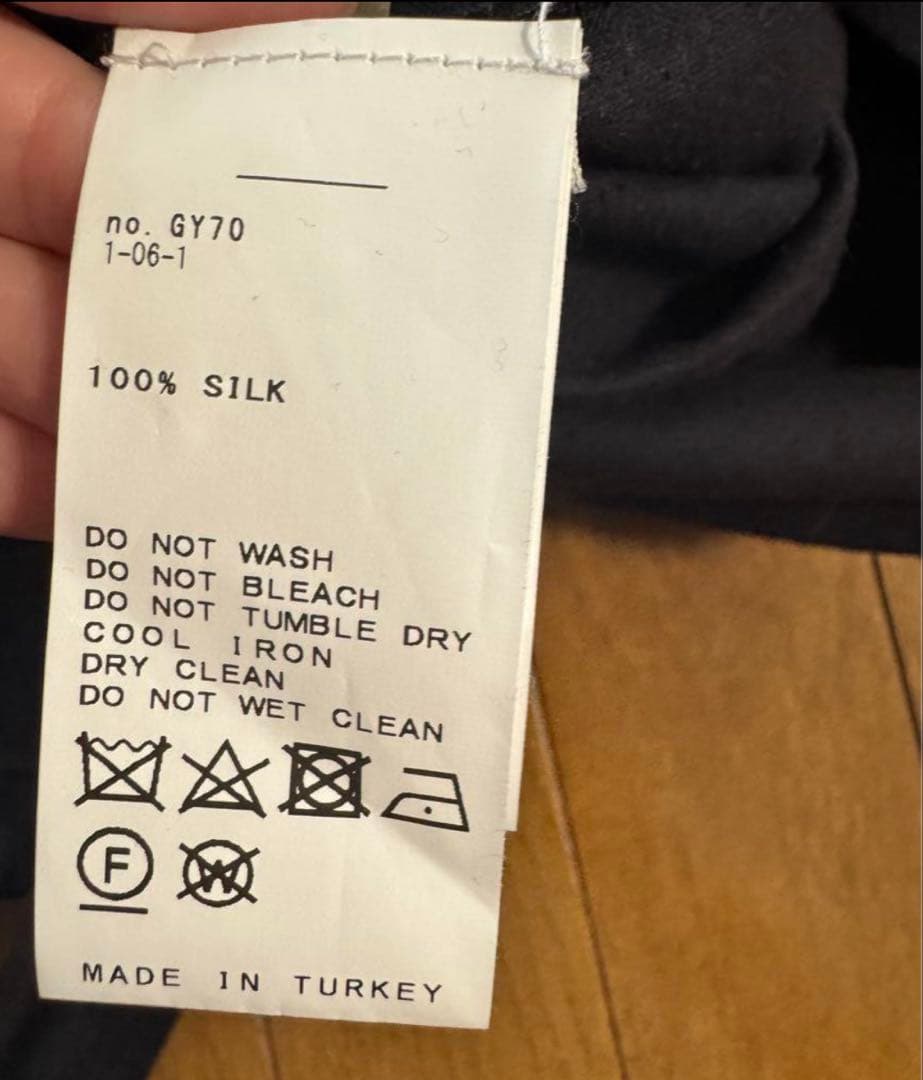 no. GY70
1-06-1
100% SILK
DO NOT WASH
DO NOT BLEACH
DO NOT TUMBLE DRY
COOL IRON
DRY CLEAN
DO NOT WET CLEAN
F W
MADE IN TURKEY